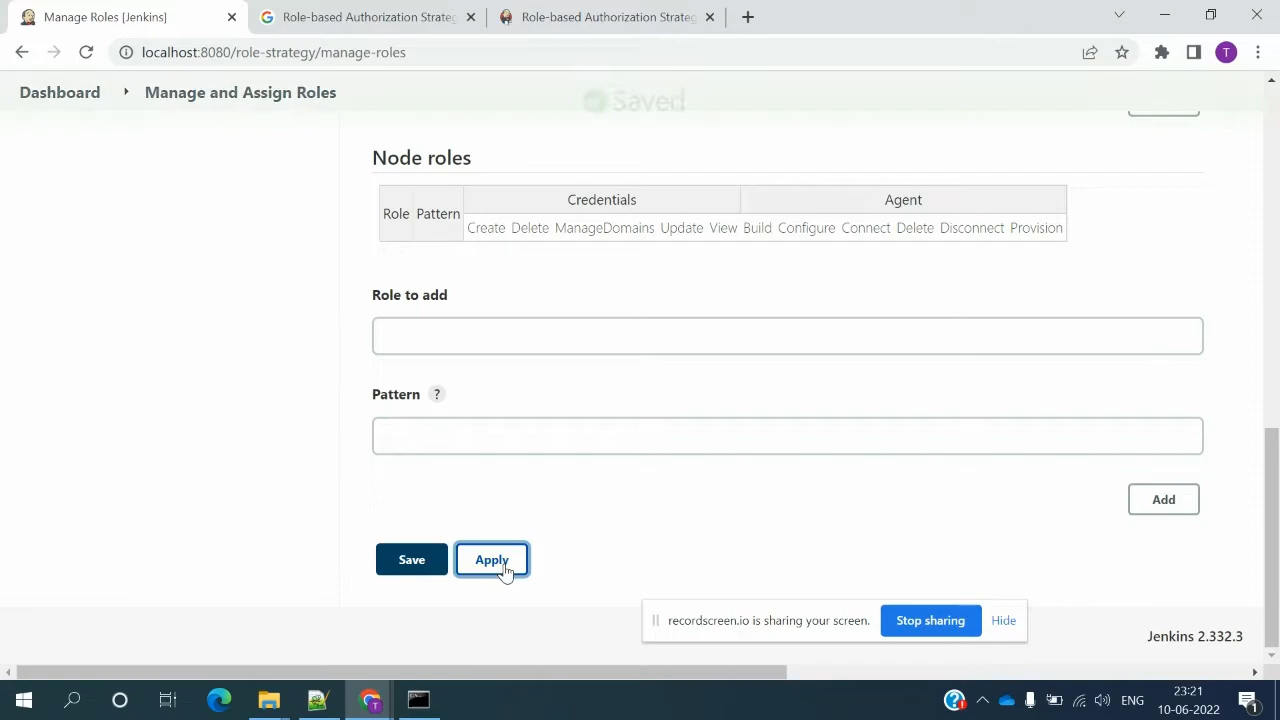 Manage Roles [Jenkins]
Role-based Authorization Strateg
Role-based Authorization Strateg
localhost:8080/role-strategy/manage-roles
T
Dashboard
Manage and Assign Roles
Saved
Node roles
Role
Pattern
Credentials
Agent
Create Delete ManageDomains Update View Build Configure Connect Delete Disconnect Provision
Role to add
Pattern ?
Add
Save
Apply
recordscreen.io is sharing your screen.
Stop sharing
Hide
Jenkins 2.332.3
ENG
23:21
10-06-2022
1